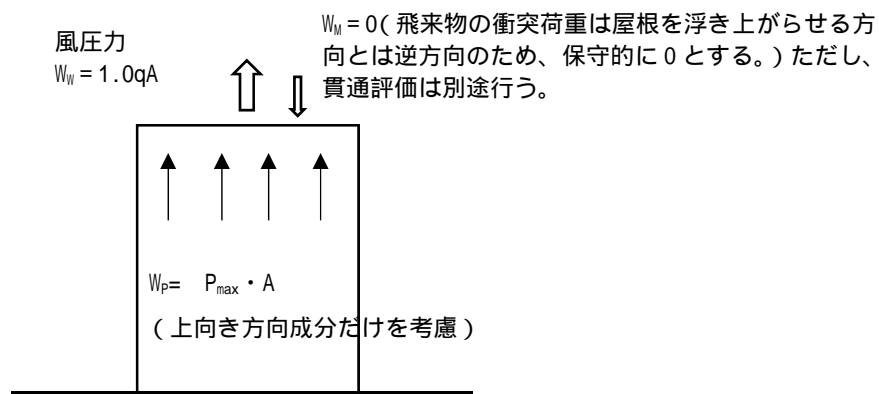 風圧力
W_W = 1.0qA
W_M = 0(飛来物の衝突荷重は屋根を浮き上がらせる方
向とは逆方向のため、保守的に 0 とする。)ただし、
貫通評価は別途行う。
W_P= P_max・A
(上向き方向成分だけを考慮)